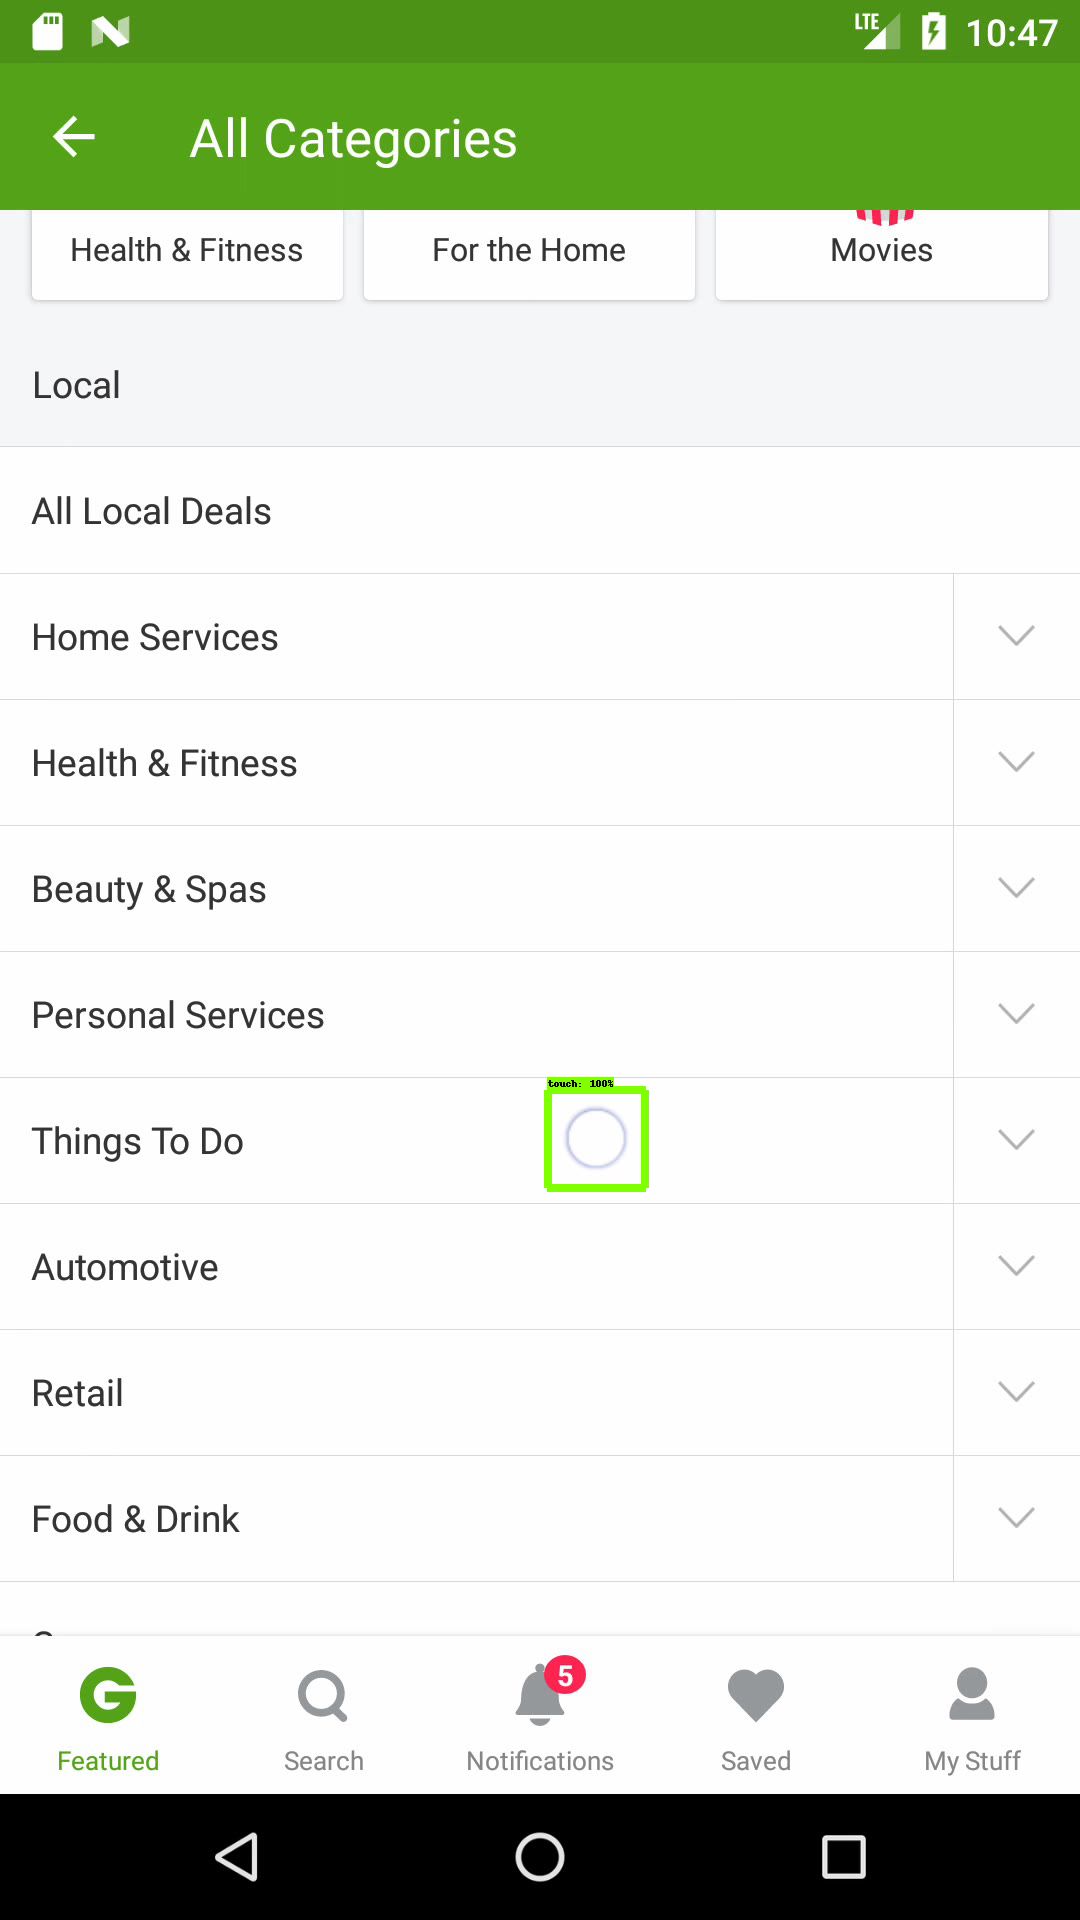 LTE 10:47
All Categories
Health & Fitness
For the Home
Movies
Local
All Local Deals
Home Services
Health & Fitness
Beauty & Spas
Personal Services
touch: 100%
Things To Do
Automotive
Retail
Food & Drink
5
Featured
Search
Notifications
Saved
My Stuff